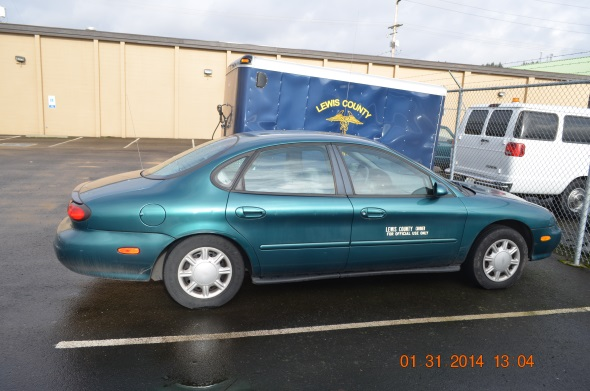 LEWIS COUNTY
LEWIS COUNTY
FOR OFFICIAL USE ONLY
01 31 2014 13 04